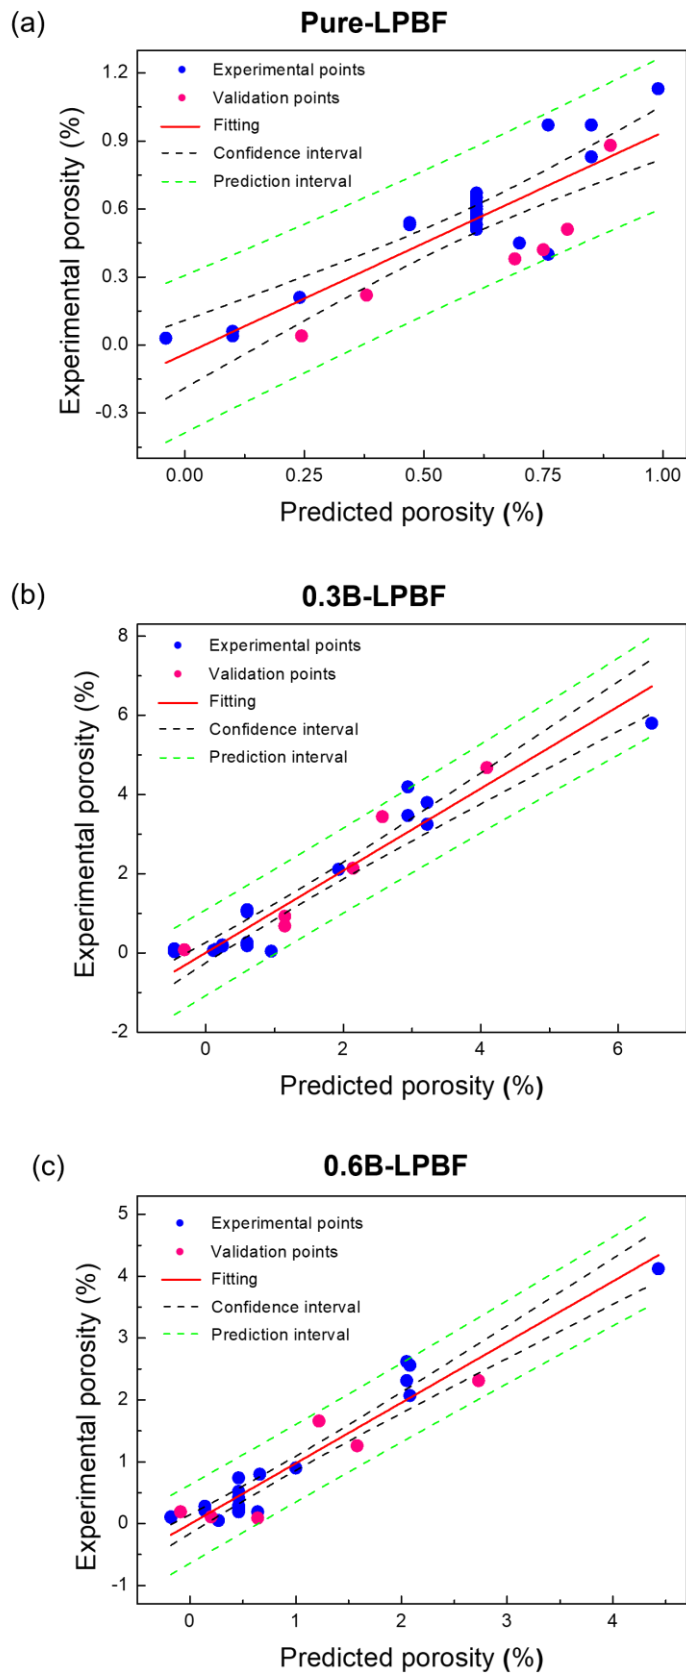 (a)
Pure-LPBF
Experimental points
Validation points
Fitting
Confidence interval
Prediction interval
1.2
0.9
0.6
0.3
0.0
-0.3
Experimental porosity (%)
0.00 0.25 0.50 0.75 1.00
Predicted porosity (%)
(b)
0.3B-LPBF
Experimental points
Validation points
Fitting
Confidence interval
Prediction interval
8
6
4
2
0
-2
Experimental porosity (%)
0 2 4 6
Predicted porosity (%)
(c)
0.6B-LPBF
Experimental points
Validation points
Fitting
Confidence interval
Prediction interval
5
4
3
2
1
0
-1
Experimental porosity (%)
0 1 2 3 4
Predicted porosity (%)